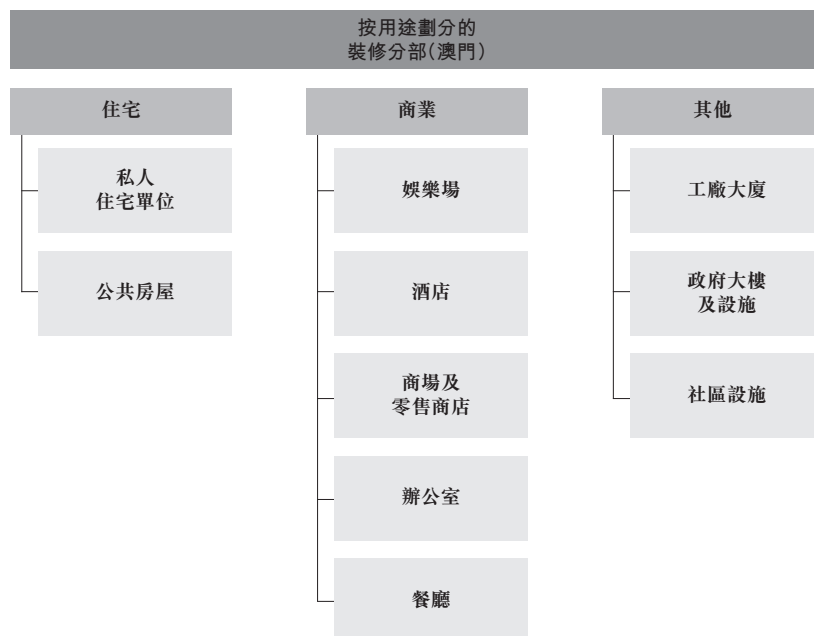 按用途劃分的
裝修分部(澳門)
住宅
私人
住宅單位
公共房屋
商業
娛樂場
酒店
商場及
零售商店
辦公室
餐廳
其他
工廠大廈
政府大樓
及設施
社區設施